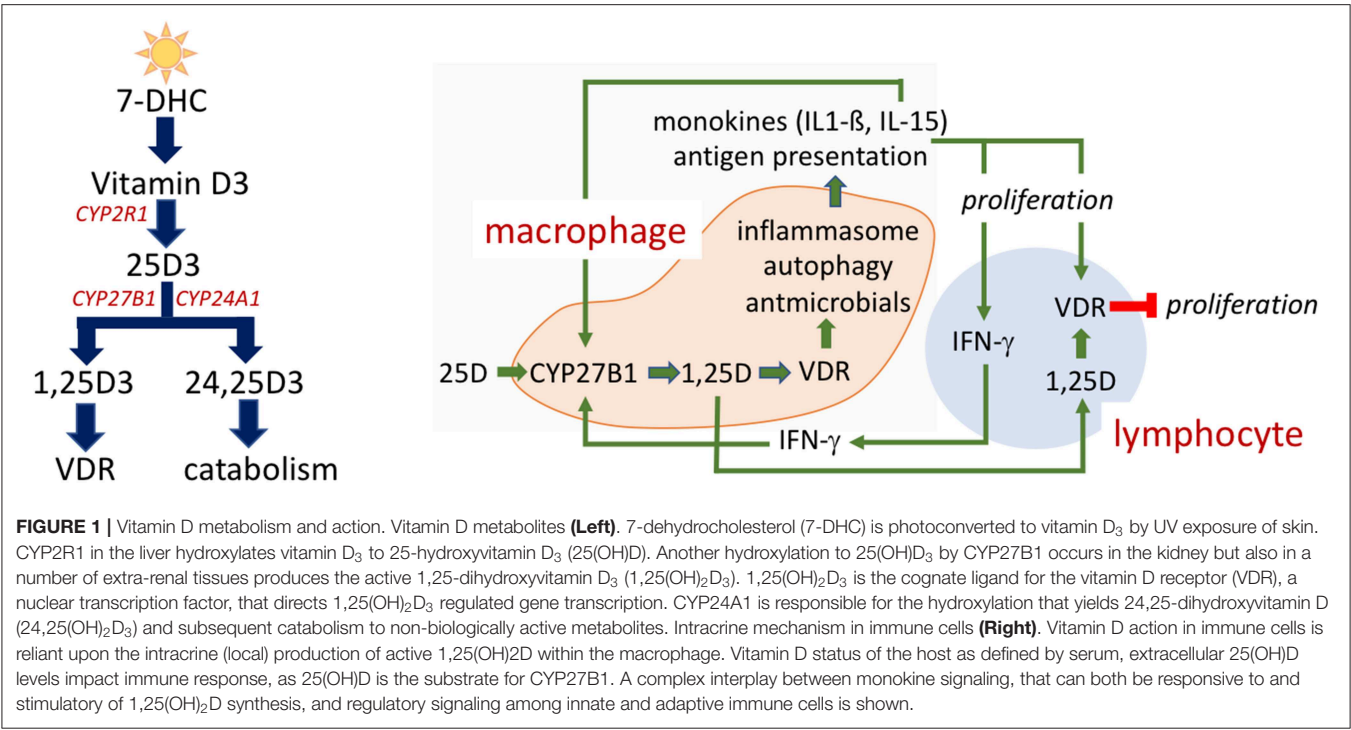 7-DHC
Vitamin D3
CYP2R1
25D3
CYP27B1 CYP24A1
1,25D3 24,25D3
VDR catabolism
monokines (IL1-ß, IL-15)
antigen presentation
macrophage
inflammasome
autophagy
antmicrobials
25D CYP27B1 1,25D VDR
proliferation
VDR proliferation
IFN-γ
1,25D
lymphocyte
IFN-γ
FIGURE 1 | Vitamin D metabolism and action. Vitamin D metabolites (Left). 7-dehydrocholesterol (7-DHC) is photoconverted to vitamin D₃ by UV exposure of skin.
CYP2R1 in the liver hydroxylates vitamin D₃ to 25-hydroxyvitamin D₃ (25(OH)D). Another hydroxylation to 25(OH)D₃ by CYP27B1 occurs in the kidney but also in a
number of extra-renal tissues produces the active 1,25-dihydroxyvitamin D₃ (1,25(OH)₂D₃). 1,25(OH)₂D₃ is the cognate ligand for the vitamin D receptor (VDR), a
nuclear transcription factor, that directs 1,25(OH)₂D₃ regulated gene transcription. CYP24A1 is responsible for the hydroxylation that yields 24,25-dihydroxyvitamin D
(24,25(OH)₂D₃) and subsequent catabolism to non-biologically active metabolites. Intracrine mechanism in immune cells (Right). Vitamin D action in immune cells is
reliant upon the intracrine (local) production of active 1,25(OH)2D within the macrophage. Vitamin D status of the host as defined by serum, extracellular 25(OH)D
levels impact immune response, as 25(OH)D is the substrate for CYP27B1. A complex interplay between monokine signaling, that can both be responsive to and
stimulatory of 1,25(OH)₂D synthesis, and regulatory signaling among innate and adaptive immune cells is shown.